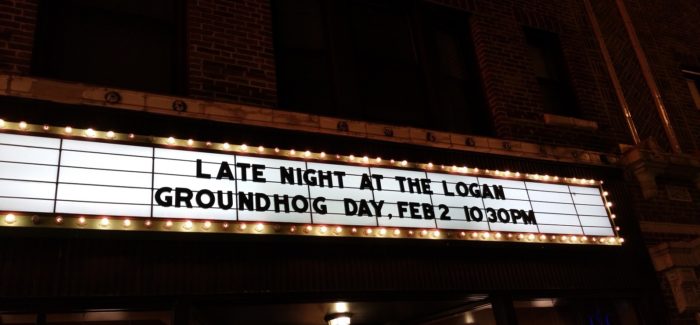 LATE NIGHT AT THE LOGAN
GROUNDHOG DAY, FEB 2 10 30PM